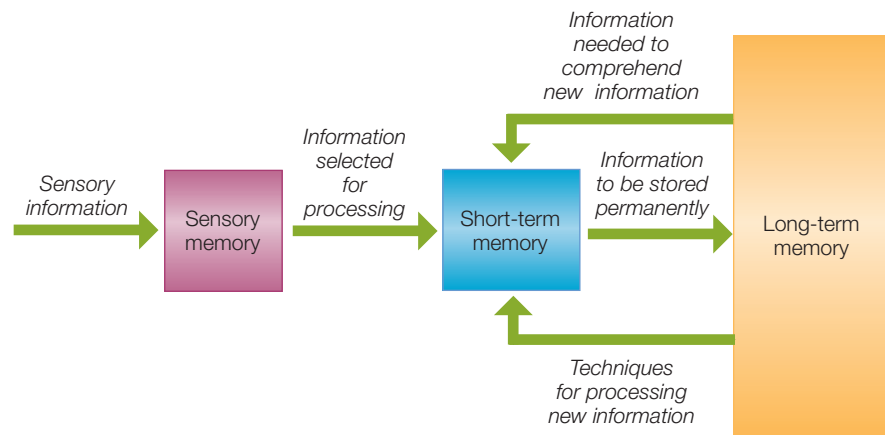 Sensory
information
Sensory
memory
Information
selected
for
processing
Short-term
memory
Information
needed to
comprehend
new information
Information
to be stored
permanently
Techniques
for processing
new information
Long-term
memory